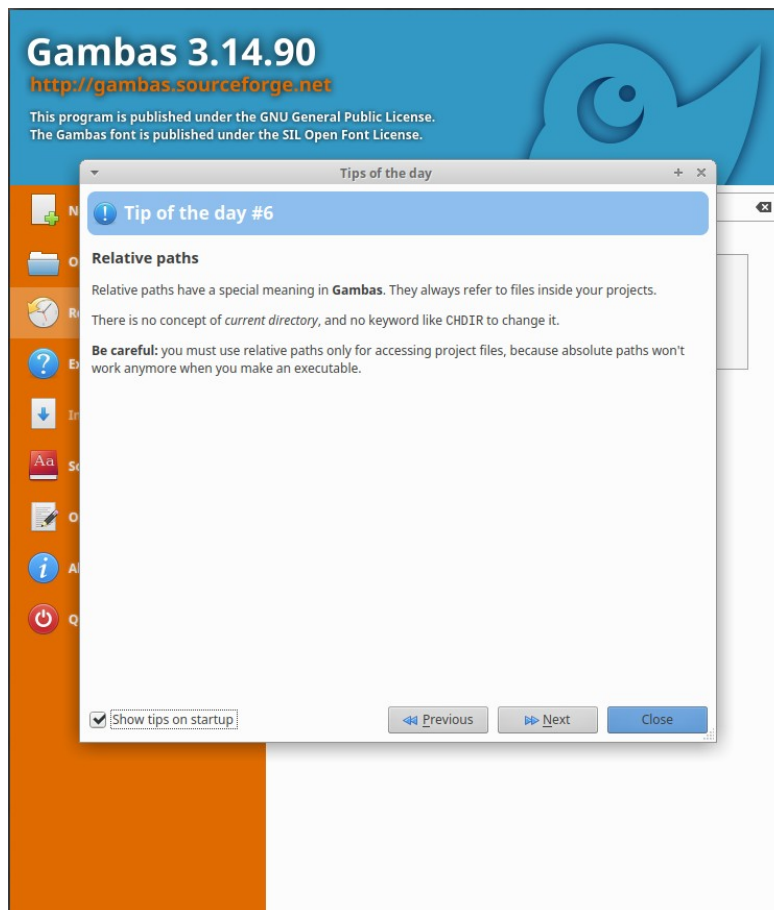 Gambas 3.14.90
http://gambas.sourceforge.net
This program is published under the GNU General Public License.
The Gambas font is published under the SIL Open Font License.
Tips of the day
Tip of the day #6
Relative paths
Relative paths have a special meaning in Gambas. They always refer to files inside your projects.
There is no concept of current directory, and no keyword like CHDIR to change it.
Be careful: you must use relative paths only for accessing project files, because absolute paths won't
work anymore when you make an executable.
Aa
Show tips on startup
Previous
Next
Close